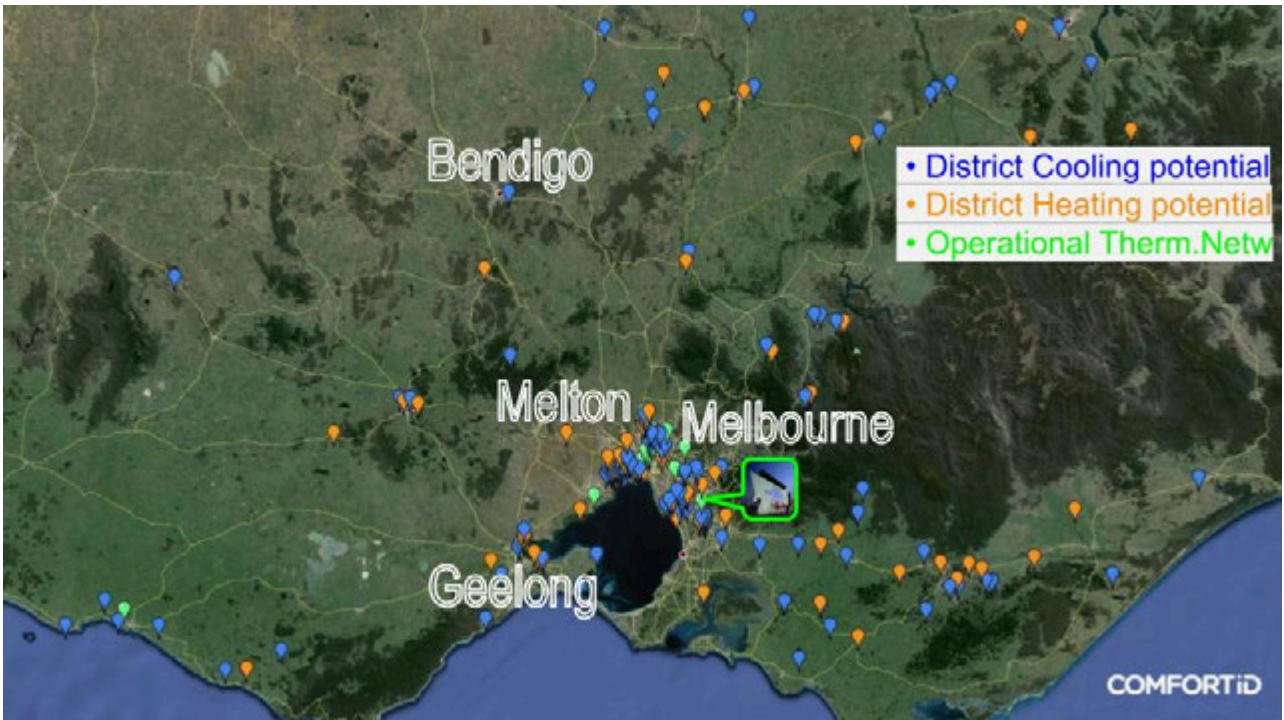 Bendigo
• District Cooling potential
• District Heating potential
• Operational Therm.Netw
Melton
Melbourne
Geelong
COMFORTiD